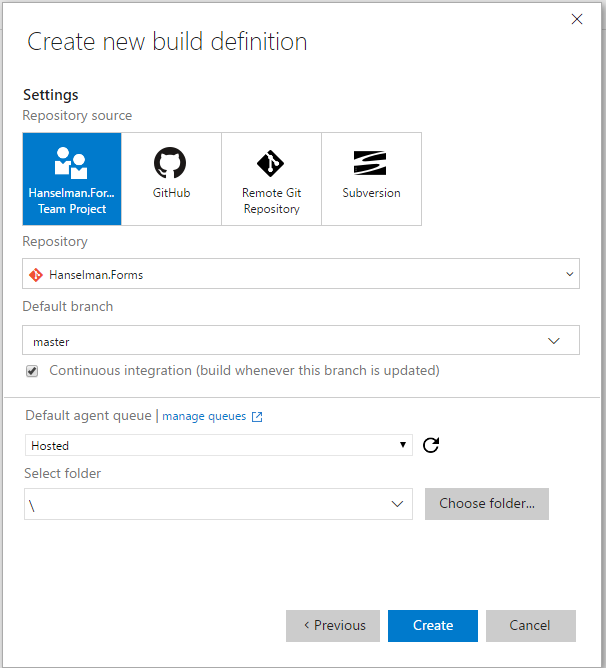 Create new build definition
Settings
Repository source
Hanselman.For...
Team Project
GitHub
Remote Git
Repository
Subversion
Repository
Hanselman.Forms
Default branch
master
Continuous integration (build whenever this branch is updated)
Default agent queue | manage queues
Hosted
Select folder
\
Choose folder...
< Previous
Create
Cancel